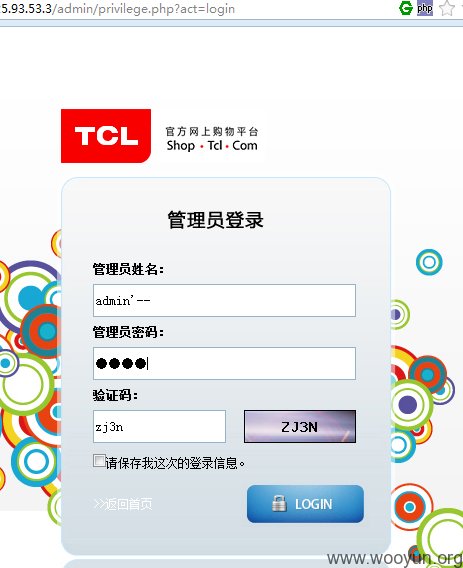 5.93.53.3/admin/privilege.php?act=login
php
TCL
官方网上购物平台
Shop•Tcl•Com
管理员登录
管理员姓名：
admin'--
管理员密码：
●●●●
验证码：
zj3n
ZJ3N
请保存我这次的登录信息。
>>返回首页
LOGIN
www.wooyun.org